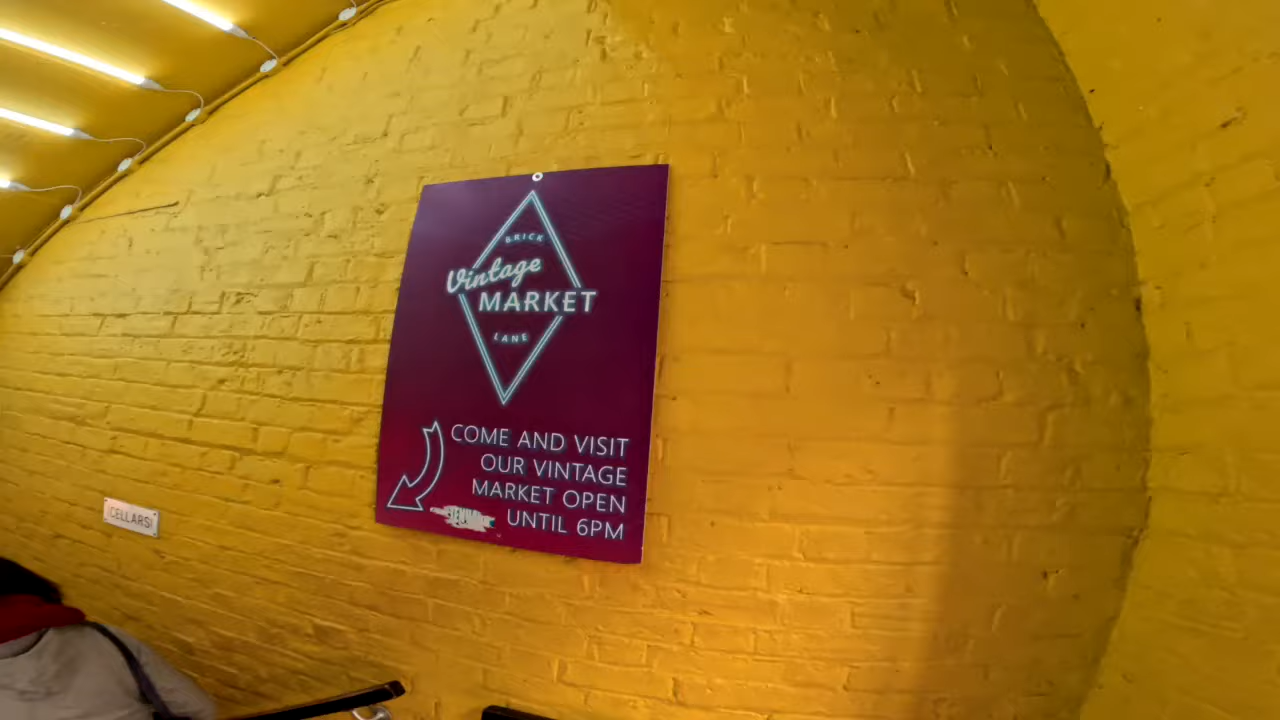 BRICK
Vintage
MARKET
LANE
COME AND VISIT
OUR VINTAGE
MARKET OPEN
UNTIL 6PM
CELLARS